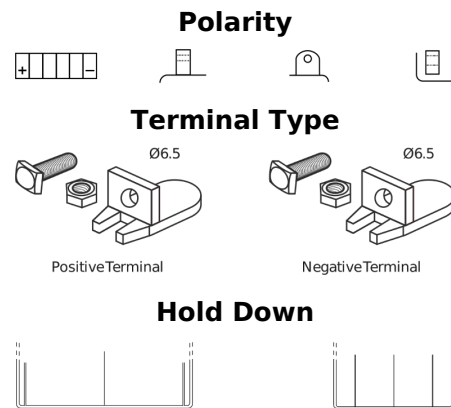 Polarity
+ −
Terminal Type
Ø6.5 Ø6.5
PositiveTerminal NegativeTerminal
Hold Down